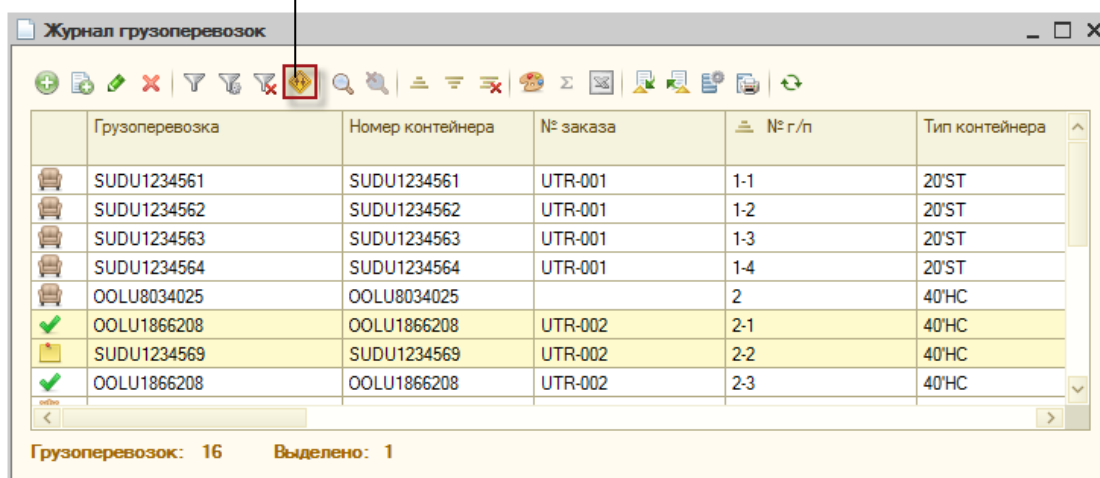 Журнал грузоперевозок
Грузоперевозка Номер контейнера № заказа № г/п Тип контейнера
SUDU1234561 SUDU1234561 UTR-001 1-1 20'ST
SUDU1234562 SUDU1234562 UTR-001 1-2 20'ST
SUDU1234563 SUDU1234563 UTR-001 1-3 20'ST
SUDU1234564 SUDU1234564 UTR-001 1-4 20'ST
OOLU8034025 OOLU8034025 2 40'HC
OOLU1866208 OOLU1866208 UTR-002 2-1 40'HC
SUDU1234569 SUDU1234569 UTR-002 2-2 40'HC
OOLU1866208 OOLU1866208 UTR-002 2-3 40'HC
Грузоперевозок: 16 Выделено: 1